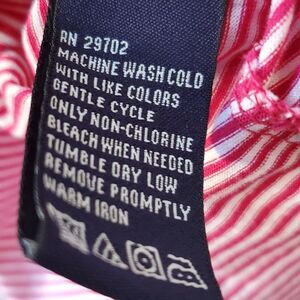 RN 29702
MACHINE WASH COLD
WITH LIKE COLORS
GENTLE CYCLE
ONLY NON-CHLORINE
BLEACH WHEN NEEDED
TUMBLE DRY LOW
REMOVE PROMPTLY
WARM IRON